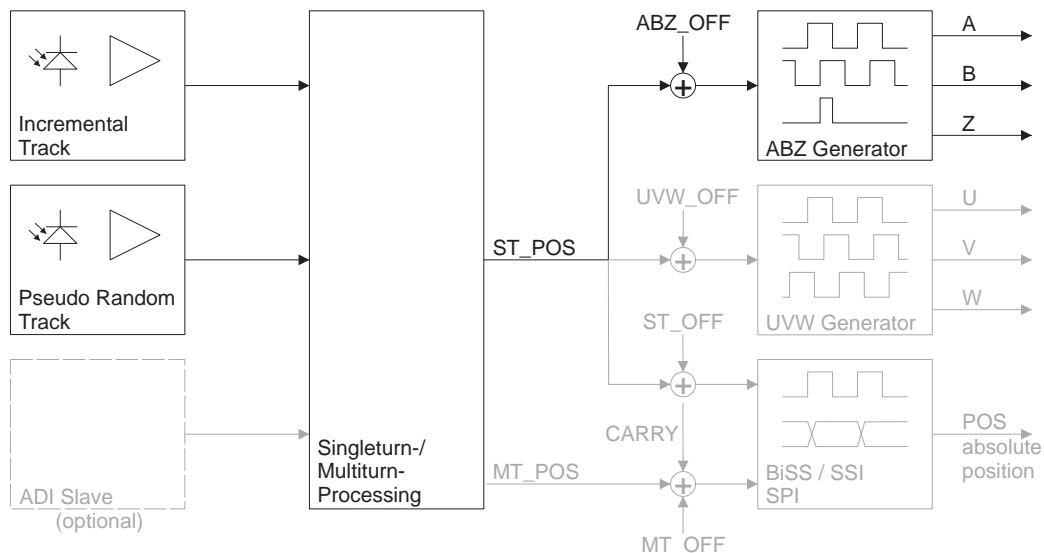 Incremental
Track
Pseudo Random
Track
ADI Slave
(optional)
Singleturn-/
Multiturn-
Processing
ST_POS
MT_POS
ABZ_OFF
UVW_OFF
ST_OFF
CARRY
MT_OFF
ABZ Generator
A
B
Z
UVW Generator
U
V
W
BiSS / SSI
SPI
POS
absolute
position